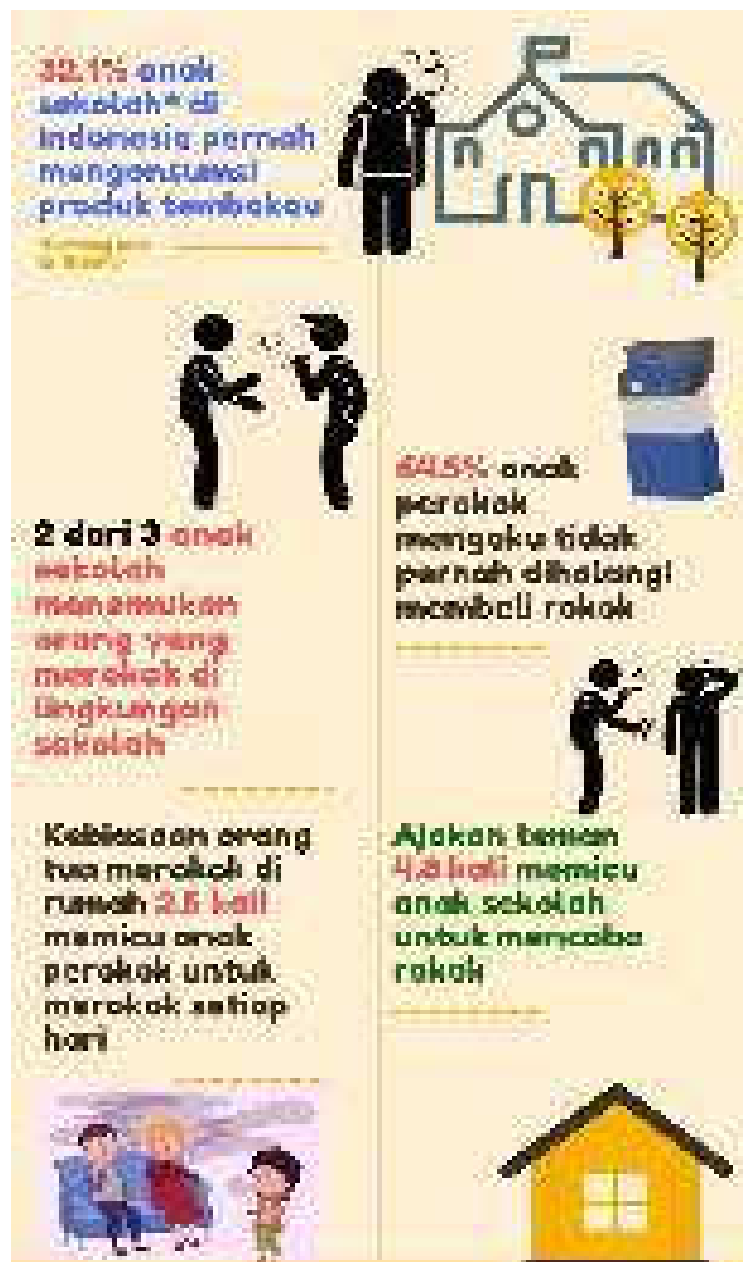 32.1% anak
sekolah* di
Indonesia pernah
mengonsumsi
produk tembakau
2 dari 3 anak
sekolah
menemukan
orang yang
merokok di
lingkungan
sekolah
anak
perokok
mengaku tidak
pernah dihalangi
membeli rokok
Kebiasaan orang
tua merokok di
rumah kali
memicu anak
perokok untuk
merokok setiap
hari
Ajakan teman
kali memicu
anak sekolah
untuk mencoba
rokok